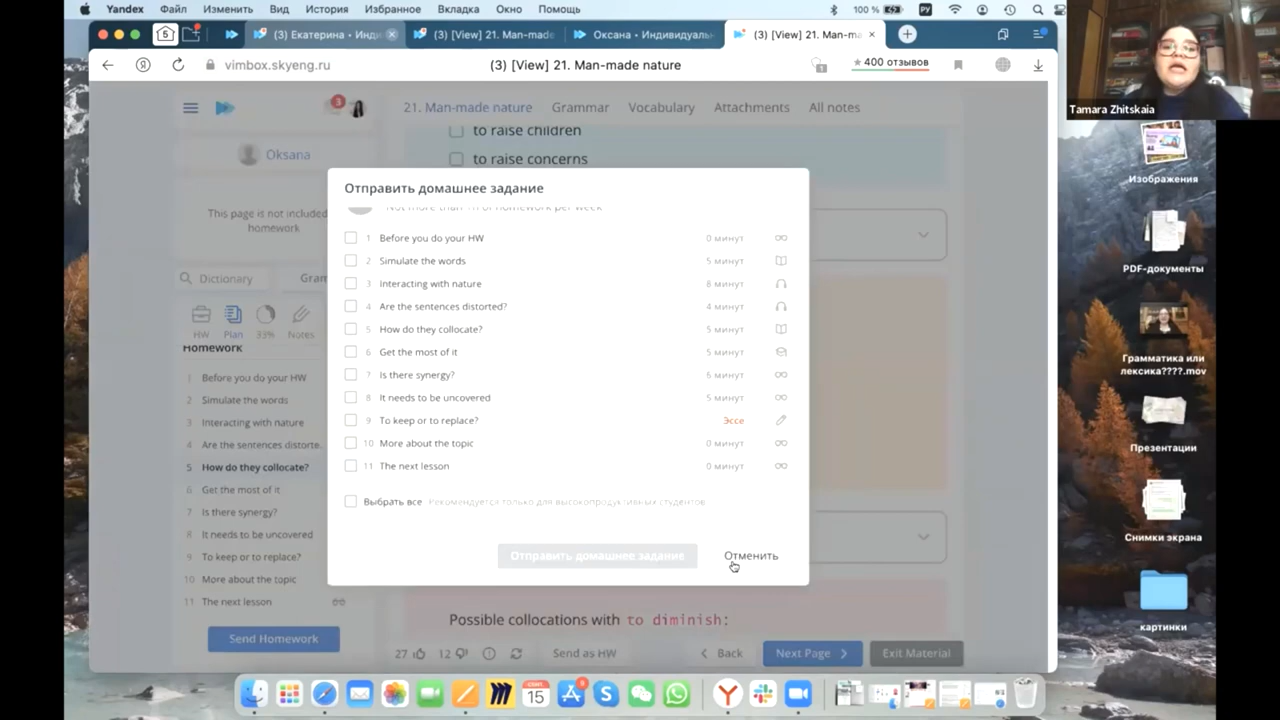 Yandex Файл Изменить Вид История Избранное Вкладка Окно Помощь 100 % РУ
5 (3) Екатерина • Инди (3) [View] 21. Man-made Оксана • Индивидуаль (3) [View] 21. Man-ma
vimbox.skyeng.ru (3) [View] 21. Man-made nature ★ 400 отзывов
Tamara Zhitskaia
3 21. Man-made nature Grammar Vocabulary Attachments All notes
to raise children
Oksana to raise concerns
This page is not included
homework
Dictionary Gram
HW Plan 33% Notes
Homework
1 Before you do your HW
2 Simulate the words
3 Interacting with nature
4 Are the sentences distorte...
5 How do they collocate?
6 Get the most of it
7 Is there synergy?
8 It needs to be uncovered
9 To keep or to replace?
10 More about the topic
11 The next lesson
Send Homework
Отправить домашнее задание
1 Before you do your HW 0 минут
2 Simulate the words 5 минут
3 Interacting with nature 8 минут
4 Are the sentences distorted? 4 минут
5 How do they collocate? 5 минут
6 Get the most of it 5 минут
7 Is there synergy? 6 минут
8 It needs to be uncovered 5 минут
9 To keep or to replace? Эссе
10 More about the topic 0 минут
11 The next lesson 0 минут
Выбрать все Рекомендуется только для высокопродуктивных студентов
Отправить домашнее задание Отменить
Possible collocations with to diminish:
27 12 Send as HW Back Next Page Exit Material
Изображения
PDF-документы
Грамматика или
лексика????.mov
Презентации
Снимки экрана
картинки
15